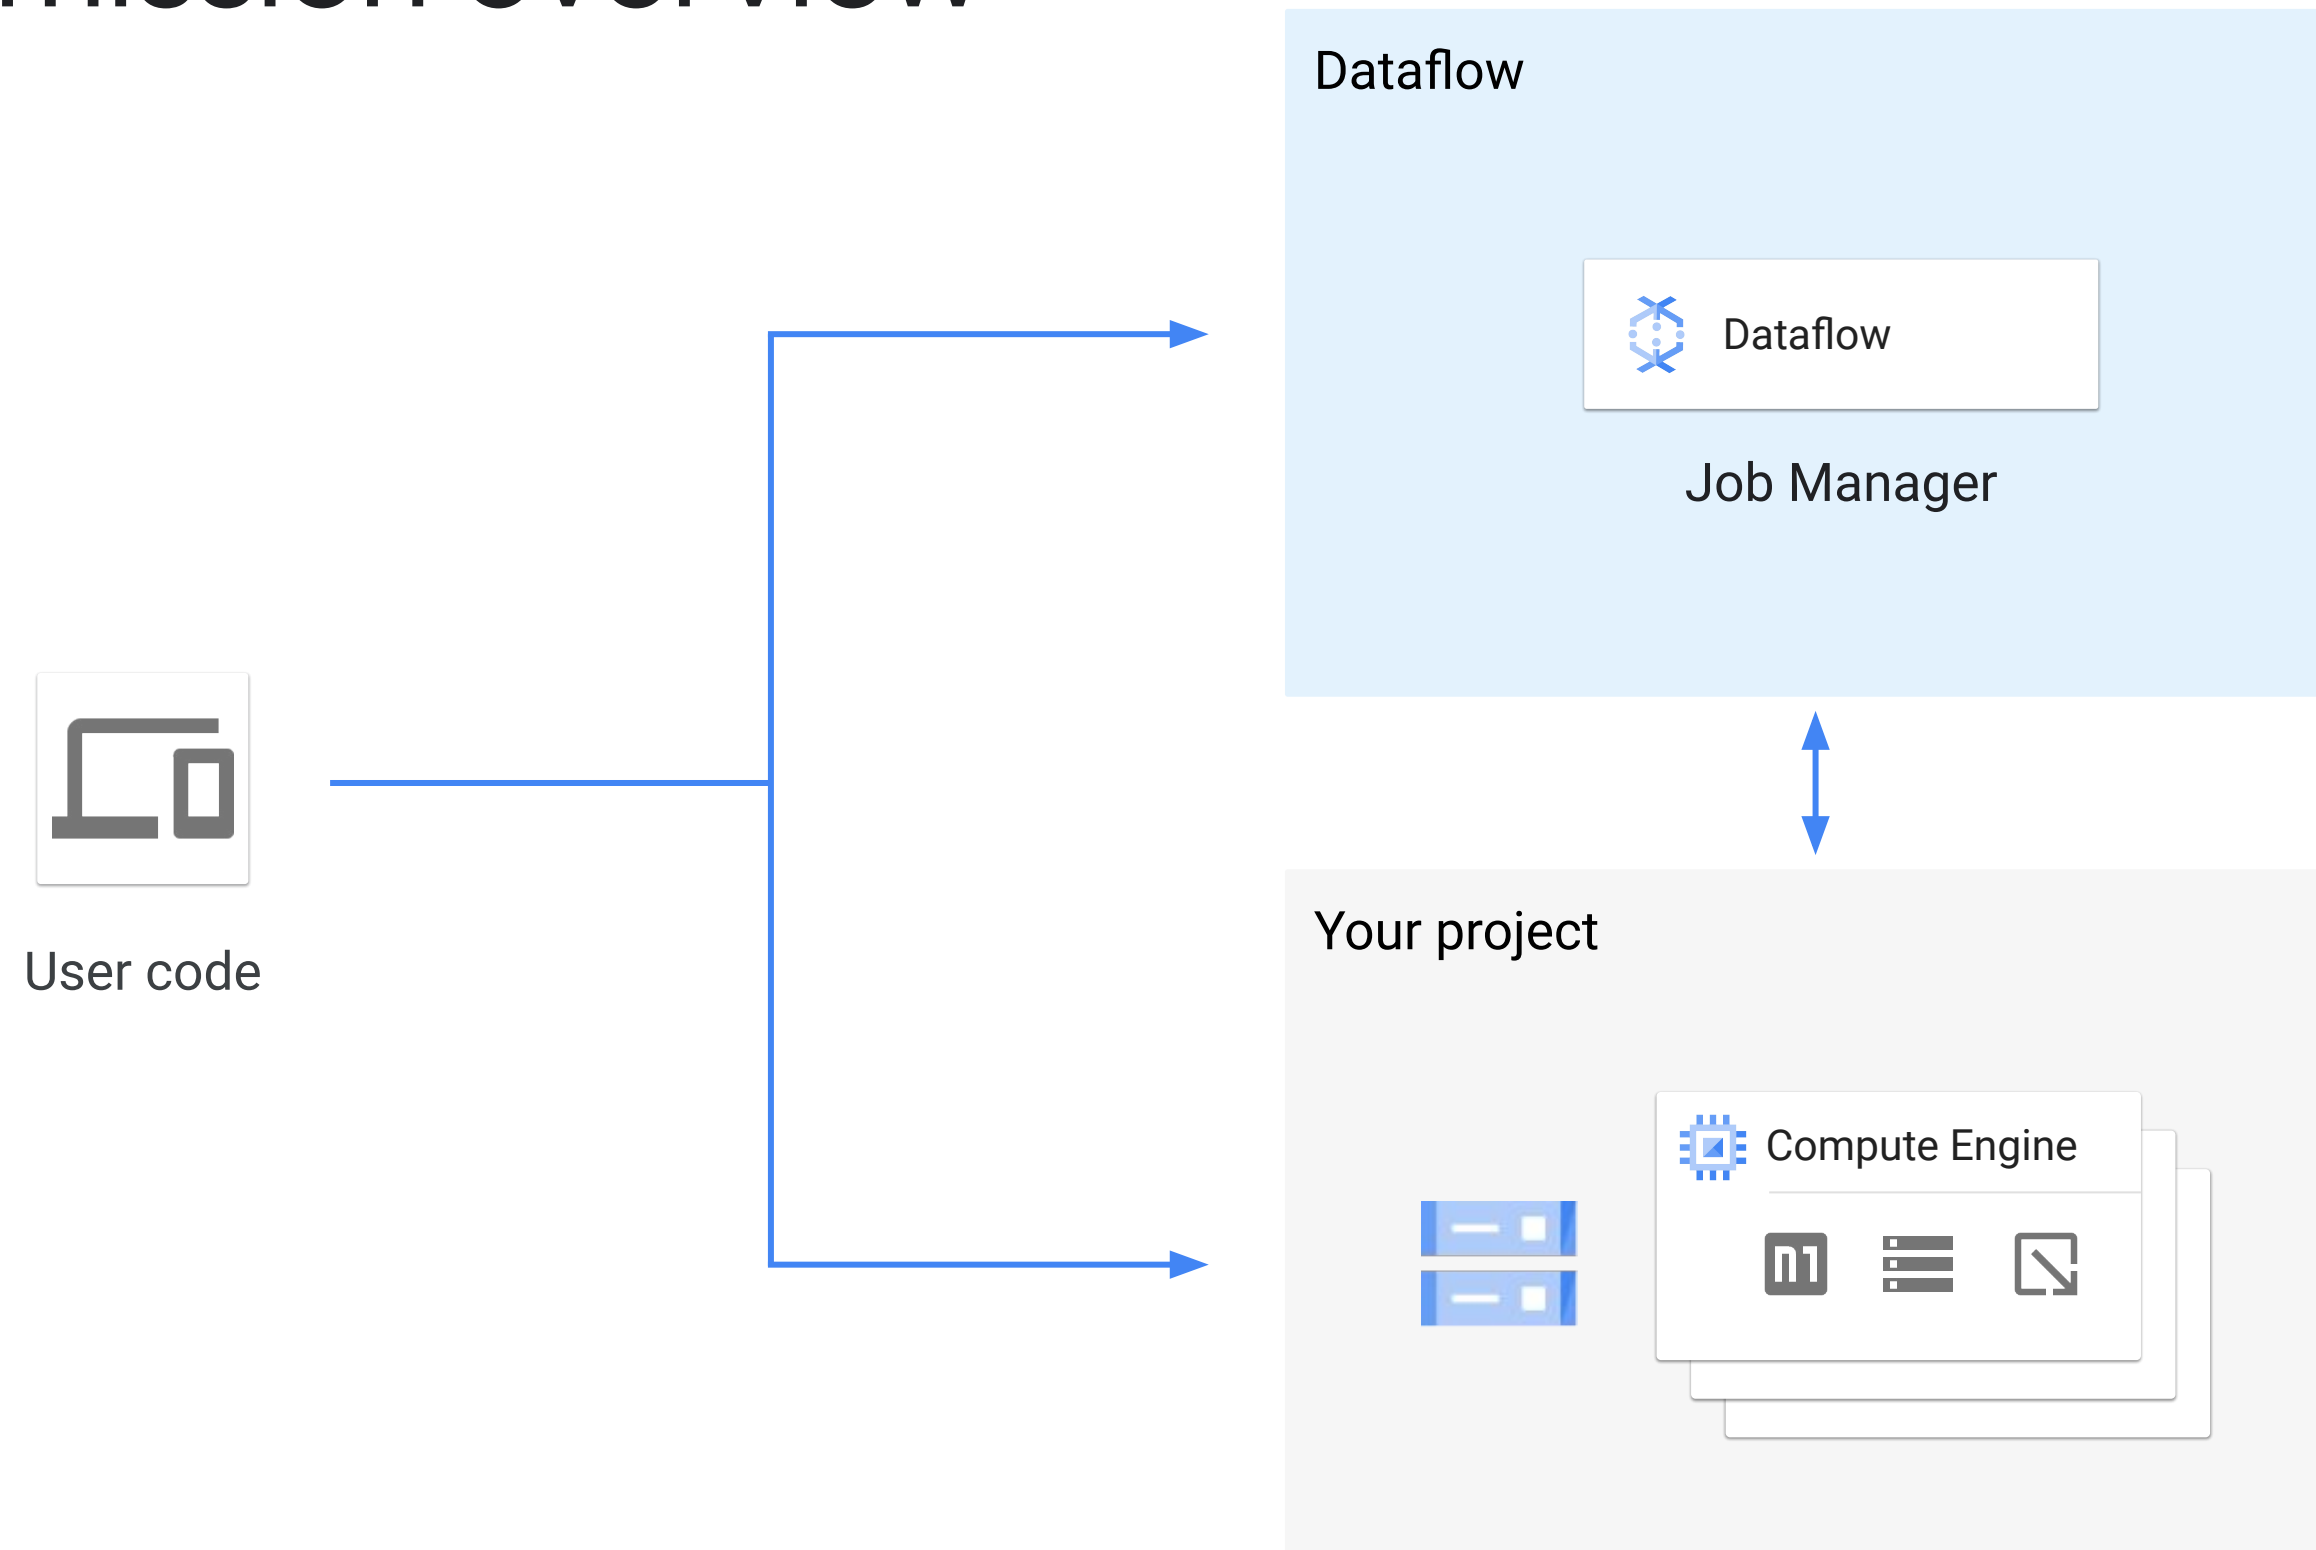 Dataflow
Dataflow
Job Manager
User code
Your project
Compute Engine